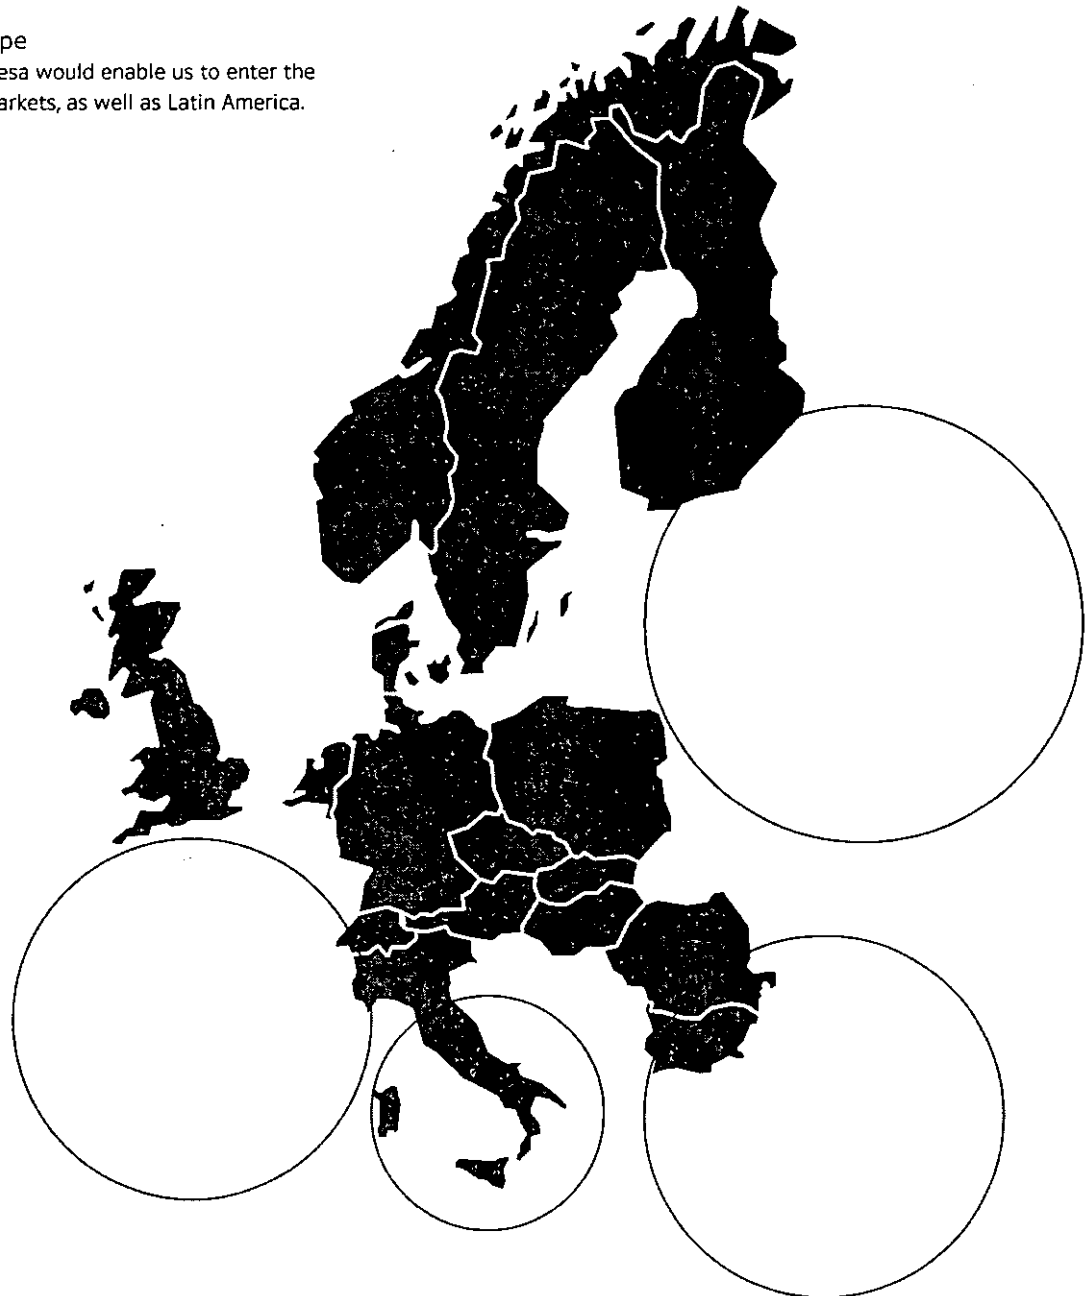 pe
esa would enable us to enter the
arkets, as well as Latin America.